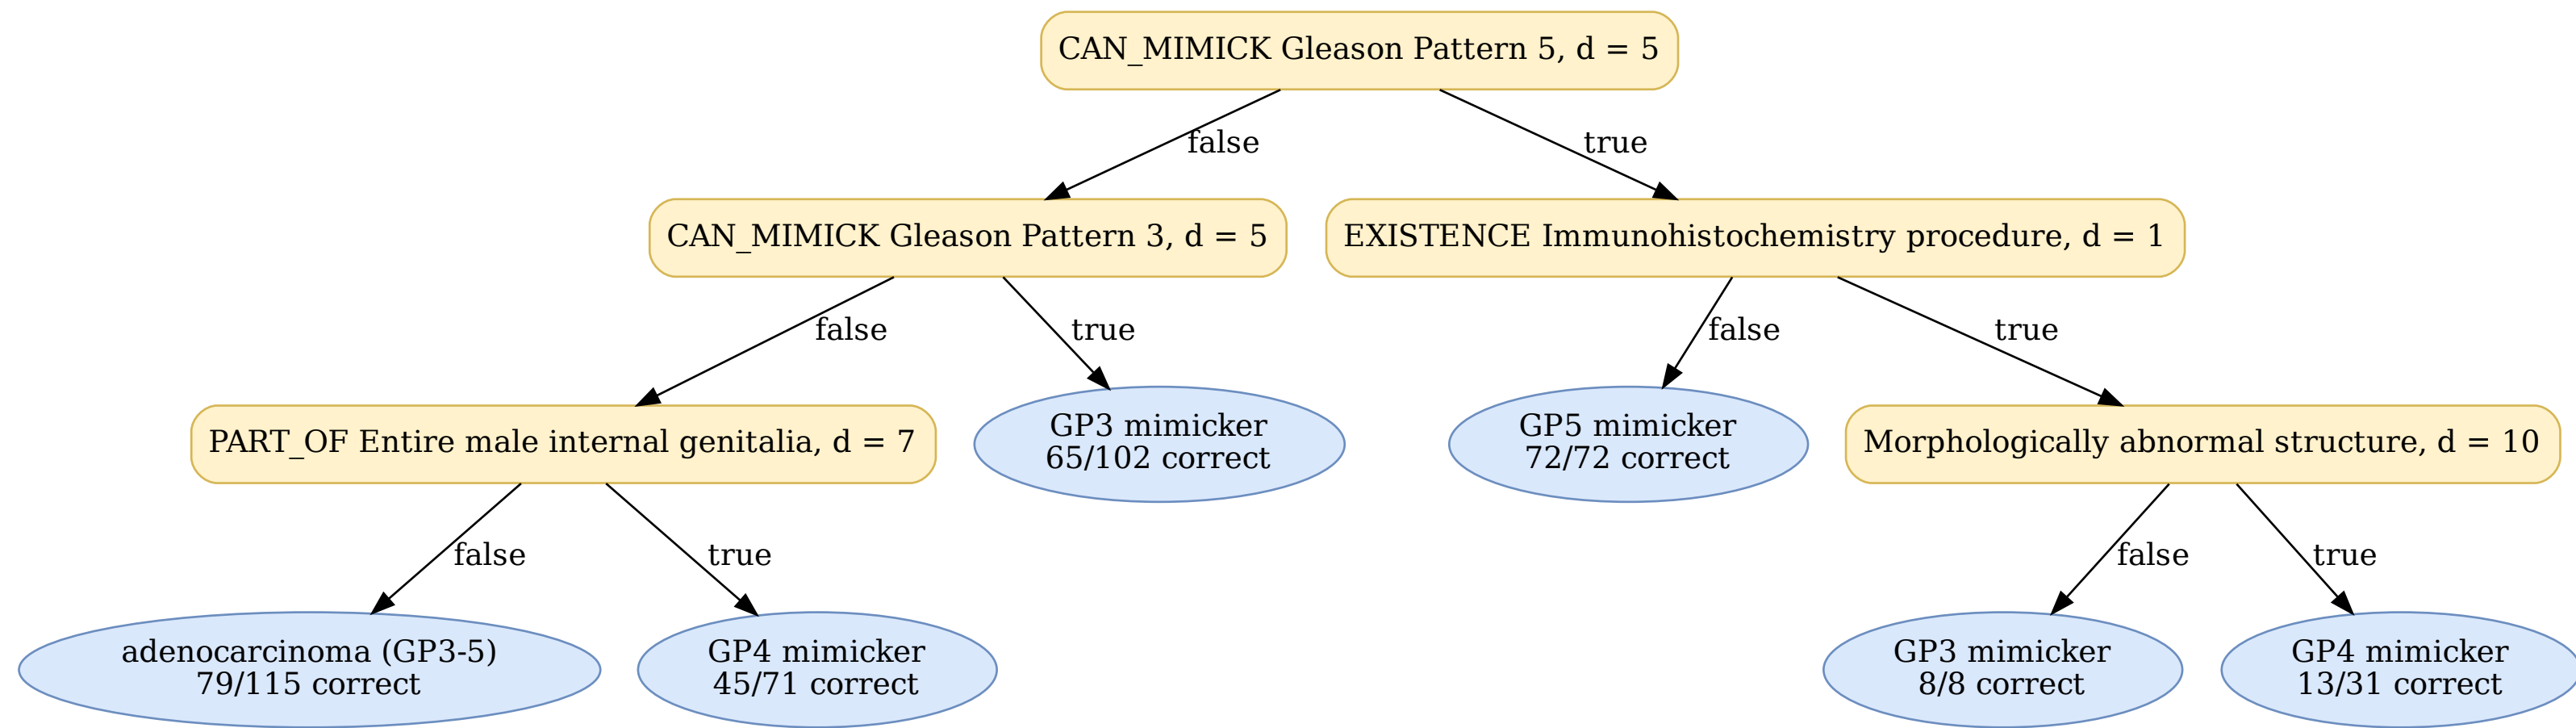 CAN_MIMICK Gleason Pattern 5, d = 5
false
true
CAN_MIMICK Gleason Pattern 3, d = 5
EXISTENCE Immunohistochemistry procedure, d = 1
false
true
false
true
PART_OF Entire male internal genitalia, d = 7
GP3 mimicker
65/102 correct
GP5 mimicker
72/72 correct
Morphologically abnormal structure, d = 10
false
true
false
true
adenocarcinoma (GP3-5)
79/115 correct
GP4 mimicker
45/71 correct
GP3 mimicker
8/8 correct
GP4 mimicker
13/31 correct